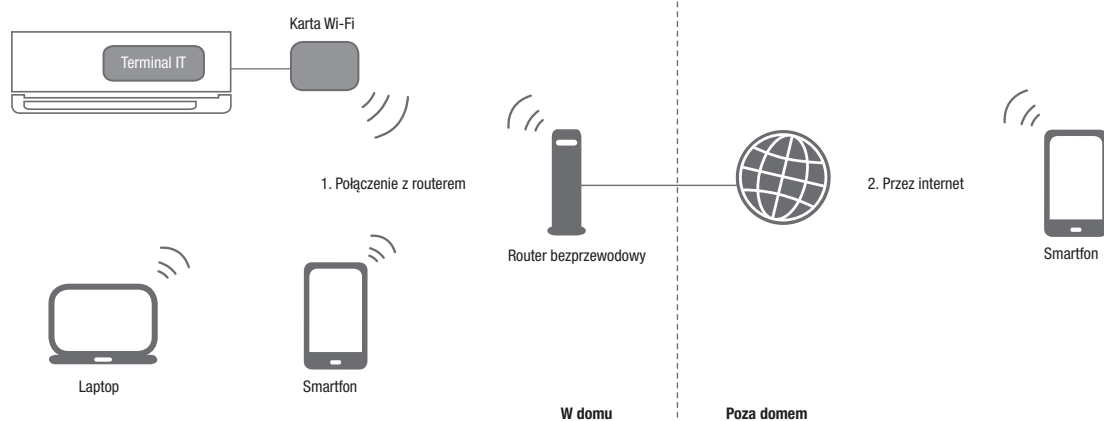 Karta Wi-Fi
Terminal IT
1. Połączenie z routerem
2. Przez internet
Router bezprzewodowy
Smartfon
Laptop
Smartfon
W domu
Poza domem